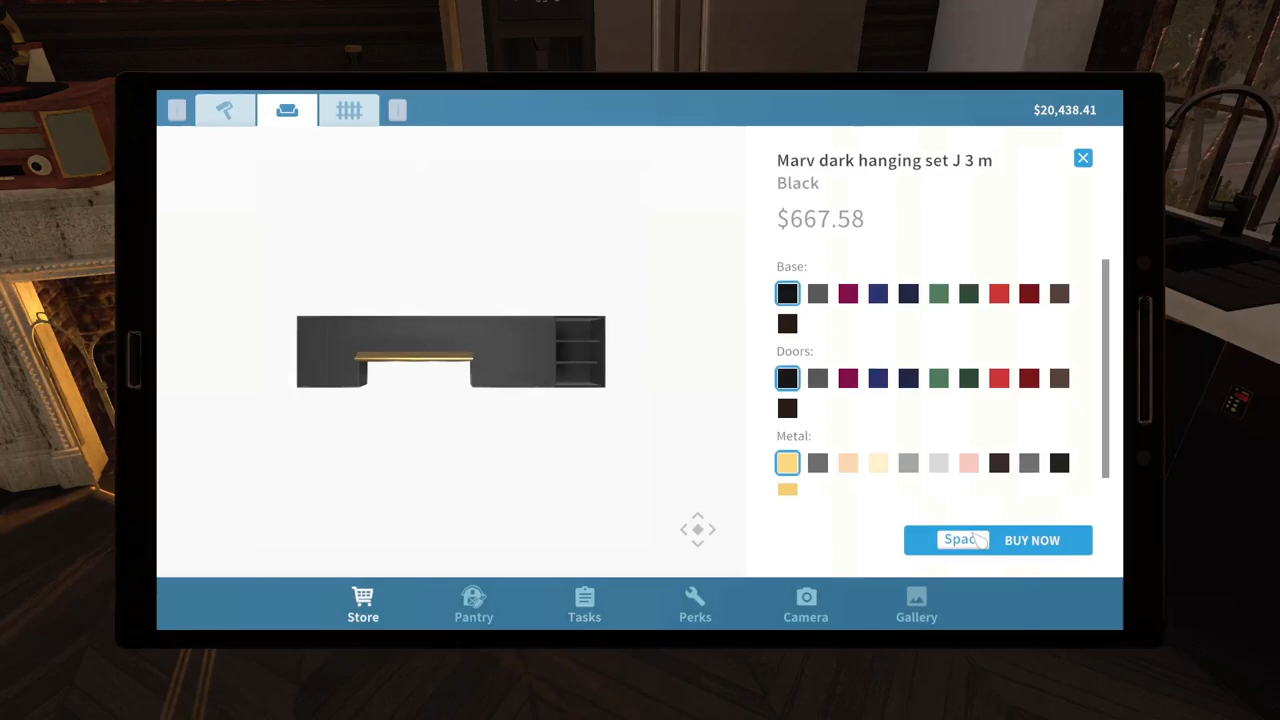 $20,438.41
Marv dark hanging set J 3 m
Black
$667.58
Base:
Doors:
Metal:
BUY NOW
Store
Pantry
Tasks
Perks
Camera
Gallery